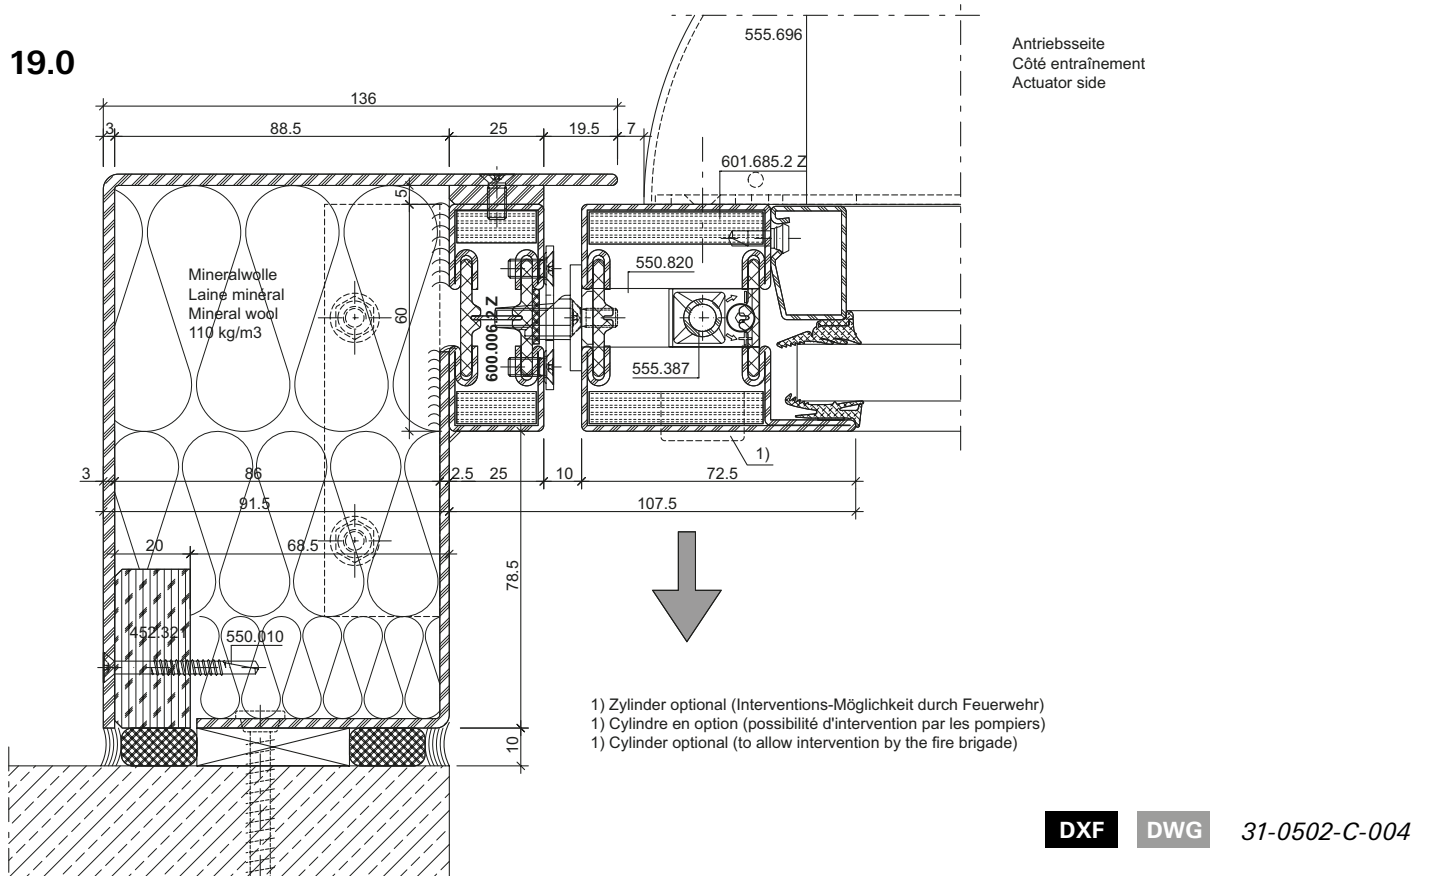 19.0
555.696
Antriebsseite
Côté entraînement
Actuator side
136
3
88.5
25
19.5
7
601.685.2 Z
5
Mineralwolle
Laine minéral
Mineral wool
110 kg/m3
60
600.006.2 Z
550.820
555.387
1)
3
86
2.5
25
10
72.5
91.5
107.5
20
68.5
78.5
452.321
550.010
10
1) Zylinder optional (Interventions-Möglichkeit durch Feuerwehr)
1) Cylindre en option (possibilité d'intervention par les pompiers)
1) Cylinder optional (to allow intervention by the fire brigade)
DXF DWG 31-0502-C-004